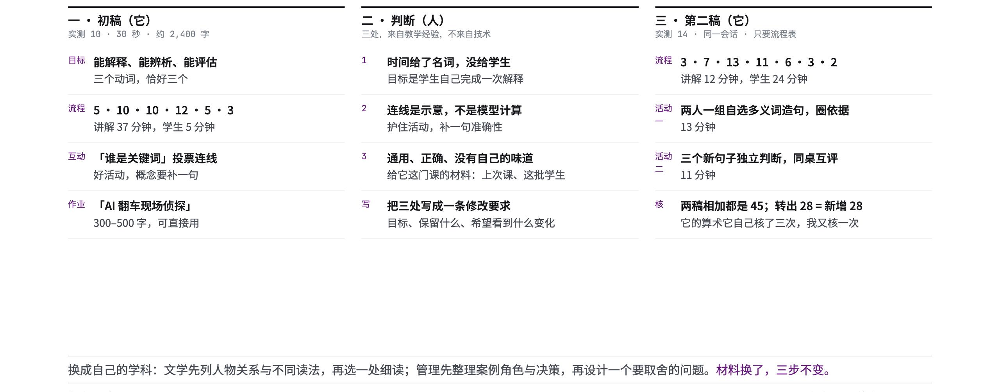 一 · 初稿（它）
实测 10 · 30 秒 · 约 2,400 字
目标 能解释、能辨析、能评估
三个动词，恰好三个
流程 5 · 10 · 10 · 12 · 5 · 3
讲解 37 分钟，学生 5 分钟
互动 「谁是关键词」投票连线
好活动，概念要补一句
作业 「AI 翻车现场侦探」
300–500 字，可直接用
二 · 判断（人）
三处，来自教学经验，不来自技术
1 时间给了名词，没给学生
目标是学生自己完成一次解释
2 连线是示意，不是模型计算
护住活动，补一句准确性
3 通用、正确、没有自己的味道
给它这门课的材料：上次课、这批学生
写 把三处写成一条修改要求
目标、保留什么、希望看到什么变化
三 · 第二稿（它）
实测 14 · 同一会话 · 只要流程表
流程 3 · 7 · 13 · 11 · 6 · 3 · 2
讲解 12 分钟，学生 24 分钟
活动一 两人一组自选多义词造句，圈依据
13 分钟
活动二 三个新句子独立判断，同桌互评
11 分钟
核 两稿相加都是 45；转出 28 = 新增 28
它的算术它自己核了三次，我又核一次
换成自己的学科：文学先列人物关系与不同读法，再选一处细读；管理先整理案例角色与决策，再设计一个要取舍的问题。材料换了，三步不变。